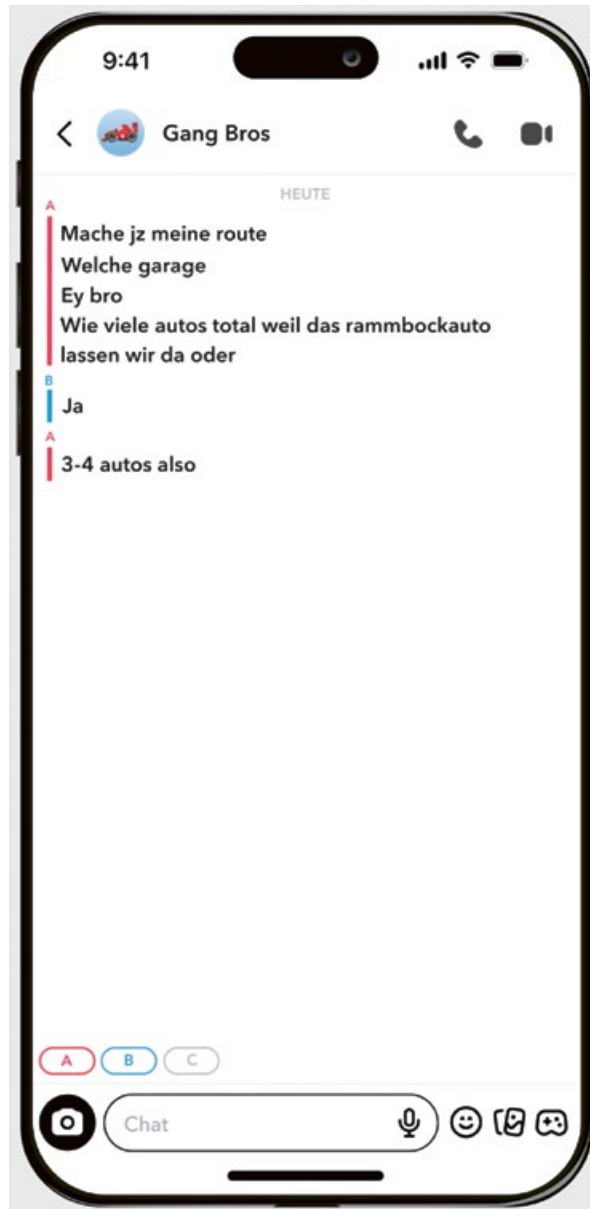 9:41
Gang Bros
HEUTE
A
Mache jz meine route
Welche garage
Ey bro
Wie viele autos total weil das rammbockauto
lassen wir da oder
B
Ja
A
3-4 autos also
A B C
Chat